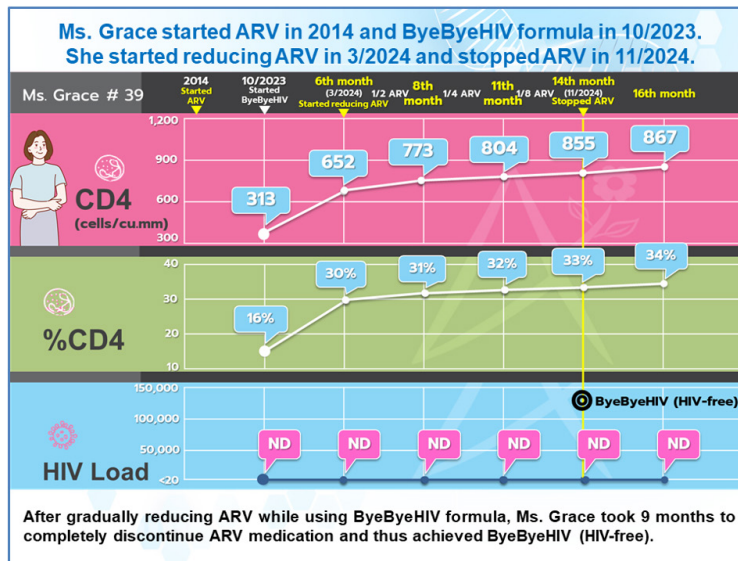 Ms. Grace started ARV in 2014 and ByeByeHIV formula in 10/2023.
She started reducing ARV in 3/2024 and stopped ARV in 11/2024.
Ms. Grace # 39
2014
Started
ARV
10/2023
Started
ByeByeHIV
6th month
(3/2024)
Started reducing ARV
1/2 ARV
8th
month
1/4 ARV
11th
month
1/8 ARV
14th month
(11/2024)
Stopped ARV
16th month
CD4
(cells/cu.mm)
1,200
900
600
300
313
652
773
804
855
867
%CD4
40
30
20
10
16%
30%
31%
32%
33%
34%
HIV Load
150,000
100,000
50,000
<20
ByeByeHIV (HIV-free)
ND
ND
ND
ND
ND
ND
After gradually reducing ARV while using ByeByeHIV formula, Ms. Grace took 9 months to
completely discontinue ARV medication and thus achieved ByeByeHIV (HIV-free).